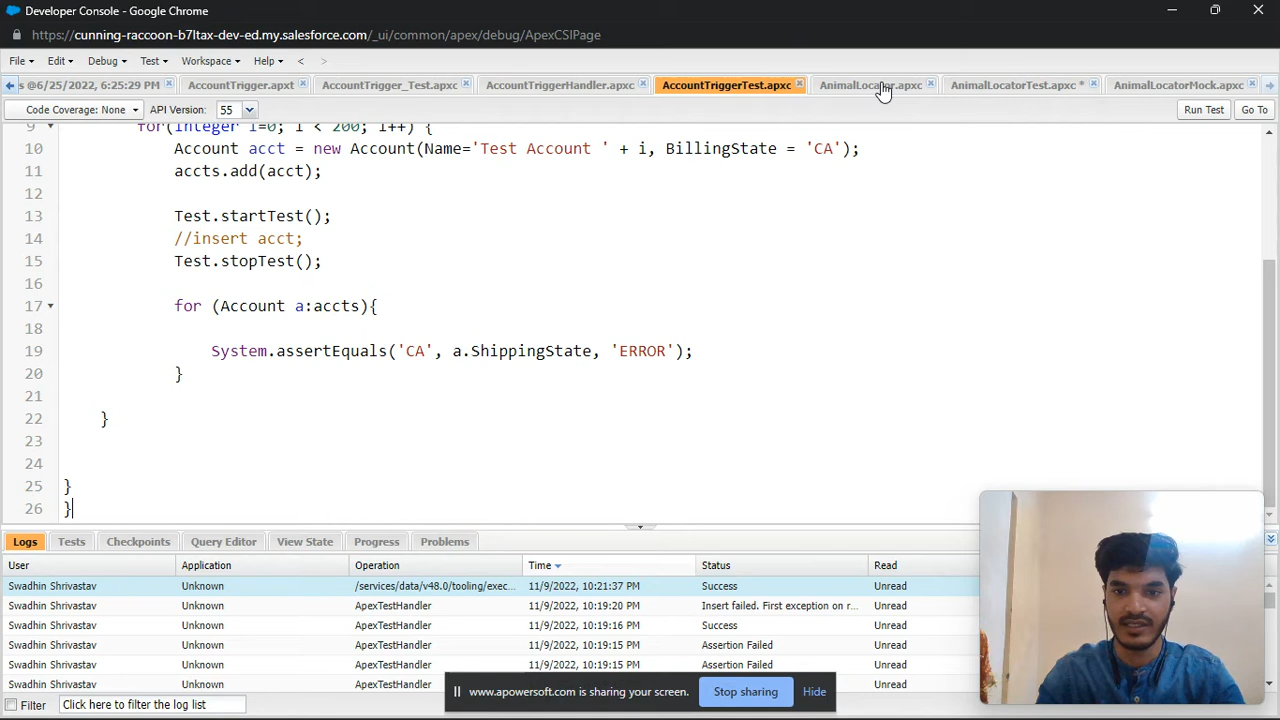 Developer Console - Google Chrome
https://cunning-raccoon-b7ltax-dev-ed.my.salesforce.com/_ui/common/apex/debug/ApexCSIPage
File Edit Debug Test Workspace Help < >
s @6/25/2022, 6:25:29 PM AccountTrigger.apxt AccountTrigger_Test.apxc AccountTriggerHandler.apxc AccountTriggerTest.apxc AnimalLocator.apxc AnimalLocatorTest.apxc * AnimalLocatorMock.apxc
Code Coverage: None API Version: 55 Run Test Go To
9 for(Integer i=0; i < 200; i++) {
10 Account acct = new Account(Name='Test Account ' + i, BillingState = 'CA');
11 accts.add(acct);
12
13 Test.startTest();
14 //insert acct;
15 Test.stopTest();
16
17 for (Account a:accts){
18
19 System.assertEquals('CA', a.ShippingState, 'ERROR');
20 }
21
22 }
23
24
25 }
26 }
Logs Tests Checkpoints Query Editor View State Progress Problems
User Application Operation Time Status Read
Swadhin Shrivastav Unknown /services/data/v48.0/tooling/exec... 11/9/2022, 10:21:37 PM Success Unread
Swadhin Shrivastav Unknown ApexTestHandler 11/9/2022, 10:19:20 PM Insert failed. First exception on r... Unread
Swadhin Shrivastav Unknown ApexTestHandler 11/9/2022, 10:19:16 PM Success Unread
Swadhin Shrivastav Unknown ApexTestHandler 11/9/2022, 10:19:15 PM Assertion Failed Unread
Swadhin Shrivastav Unknown ApexTestHandler 11/9/2022, 10:19:15 PM Assertion Failed Unread
Swadhin Shrivastav Unknown ApexTestHandler Unread
www.apowersoft.com is sharing your screen. Stop sharing Hide
Filter Click here to filter the log list